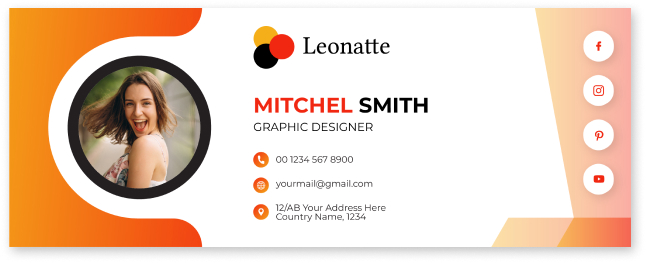 Leonatte
MITCHEL SMITH
GRAPHIC DESIGNER
00 1234 567 8900
yourmail@gmail.com
12/AB Your Address Here
Country Name, 1234